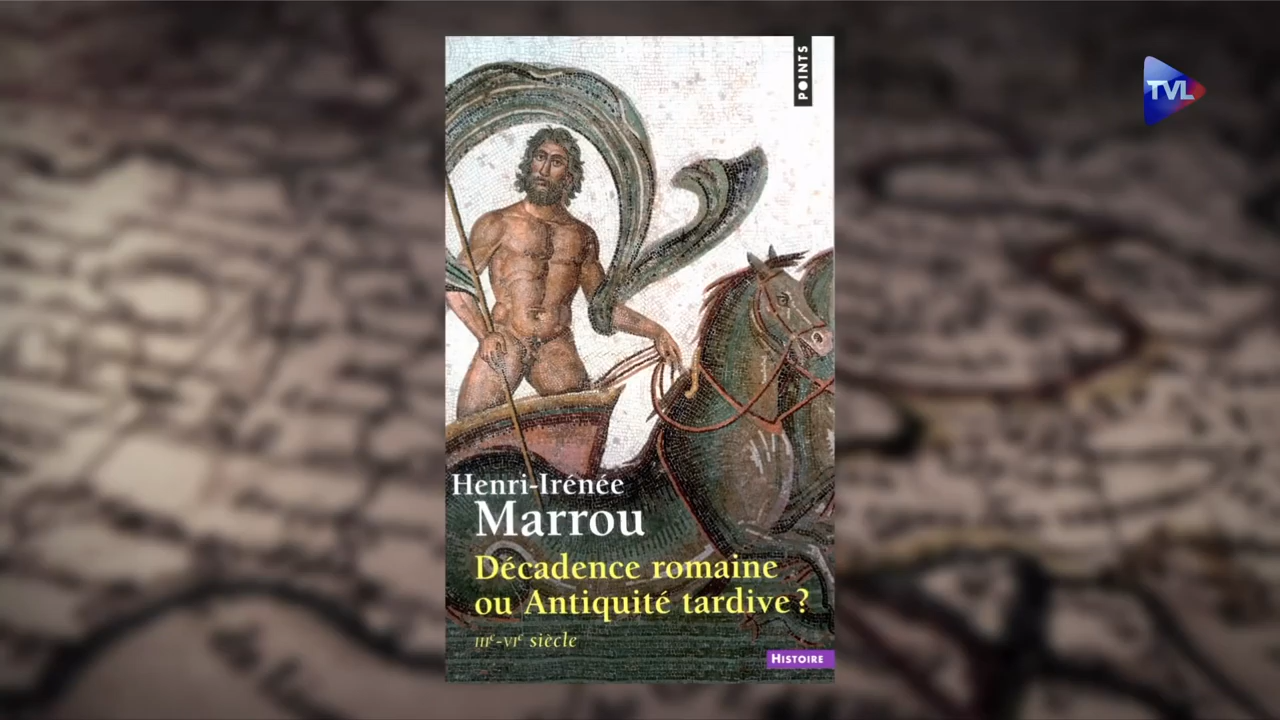 POINTS
TVL
Henri-Irénée
Marrou
Décadence romaine
ou Antiquité tardive ?
IIIe-VIe siècle
HISTOIRE